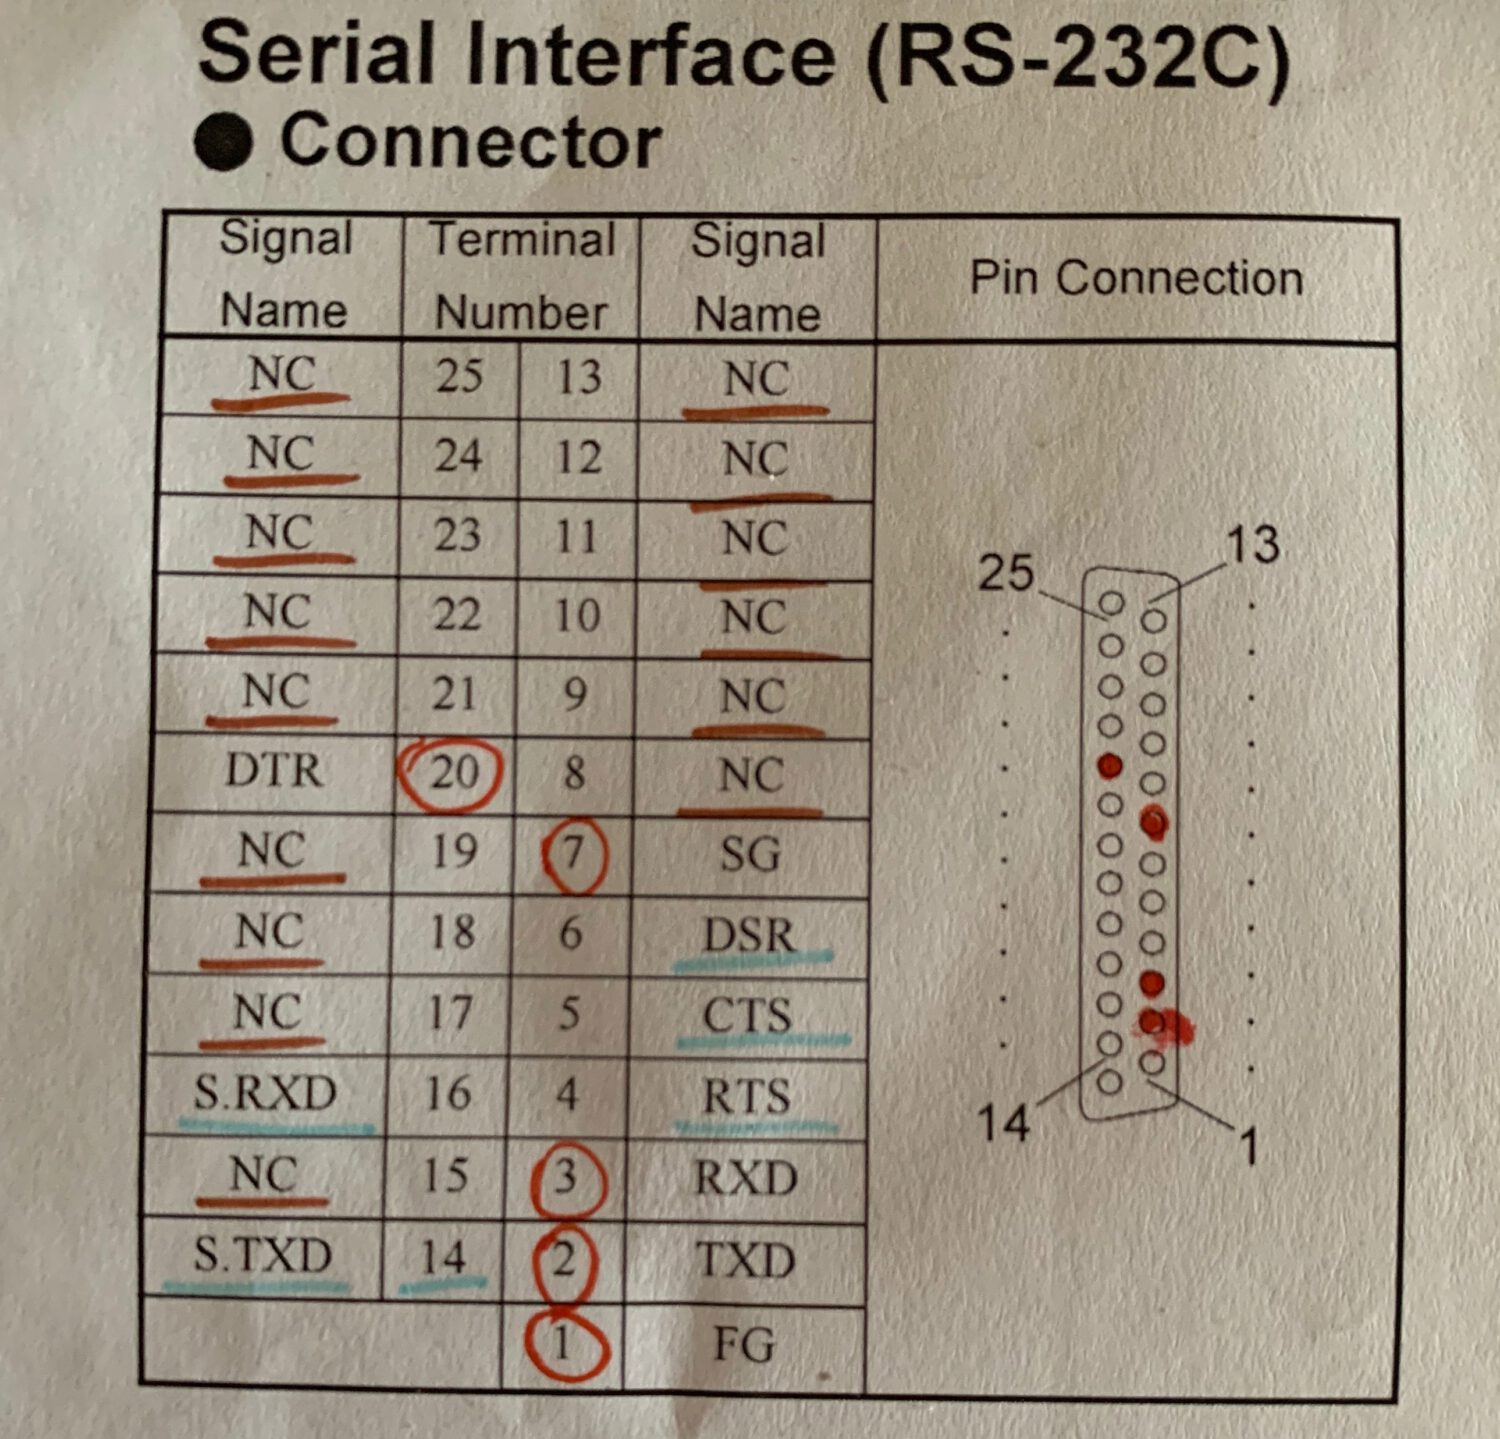 Serial Interface (RS-232C)
● Connector
Signal Name Terminal Number Signal Name Pin Connection
NC 25 13 NC
NC 24 12 NC
NC 23 11 NC
NC 22 10 NC
NC 21 9 NC
DTR 20 8 NC
NC 19 7 SG
NC 18 6 DSR
NC 17 5 CTS
S.RXD 16 4 RTS
NC 15 3 RXD
S.TXD 14 2 TXD
1 FG
25 13
14 1